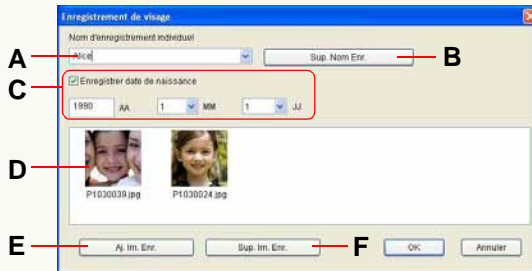 Enregistrement de visage
Nom d'enregistrement individuel
A Alice Sup. Nom Enr. B
C Enregistrer date de naissance
1990 AA 1 MM 1 JJ
D
P1030039.jpg P1030024.jpg
E Aj. Im. Enr. Sup. Im. Enr. F OK Annuler